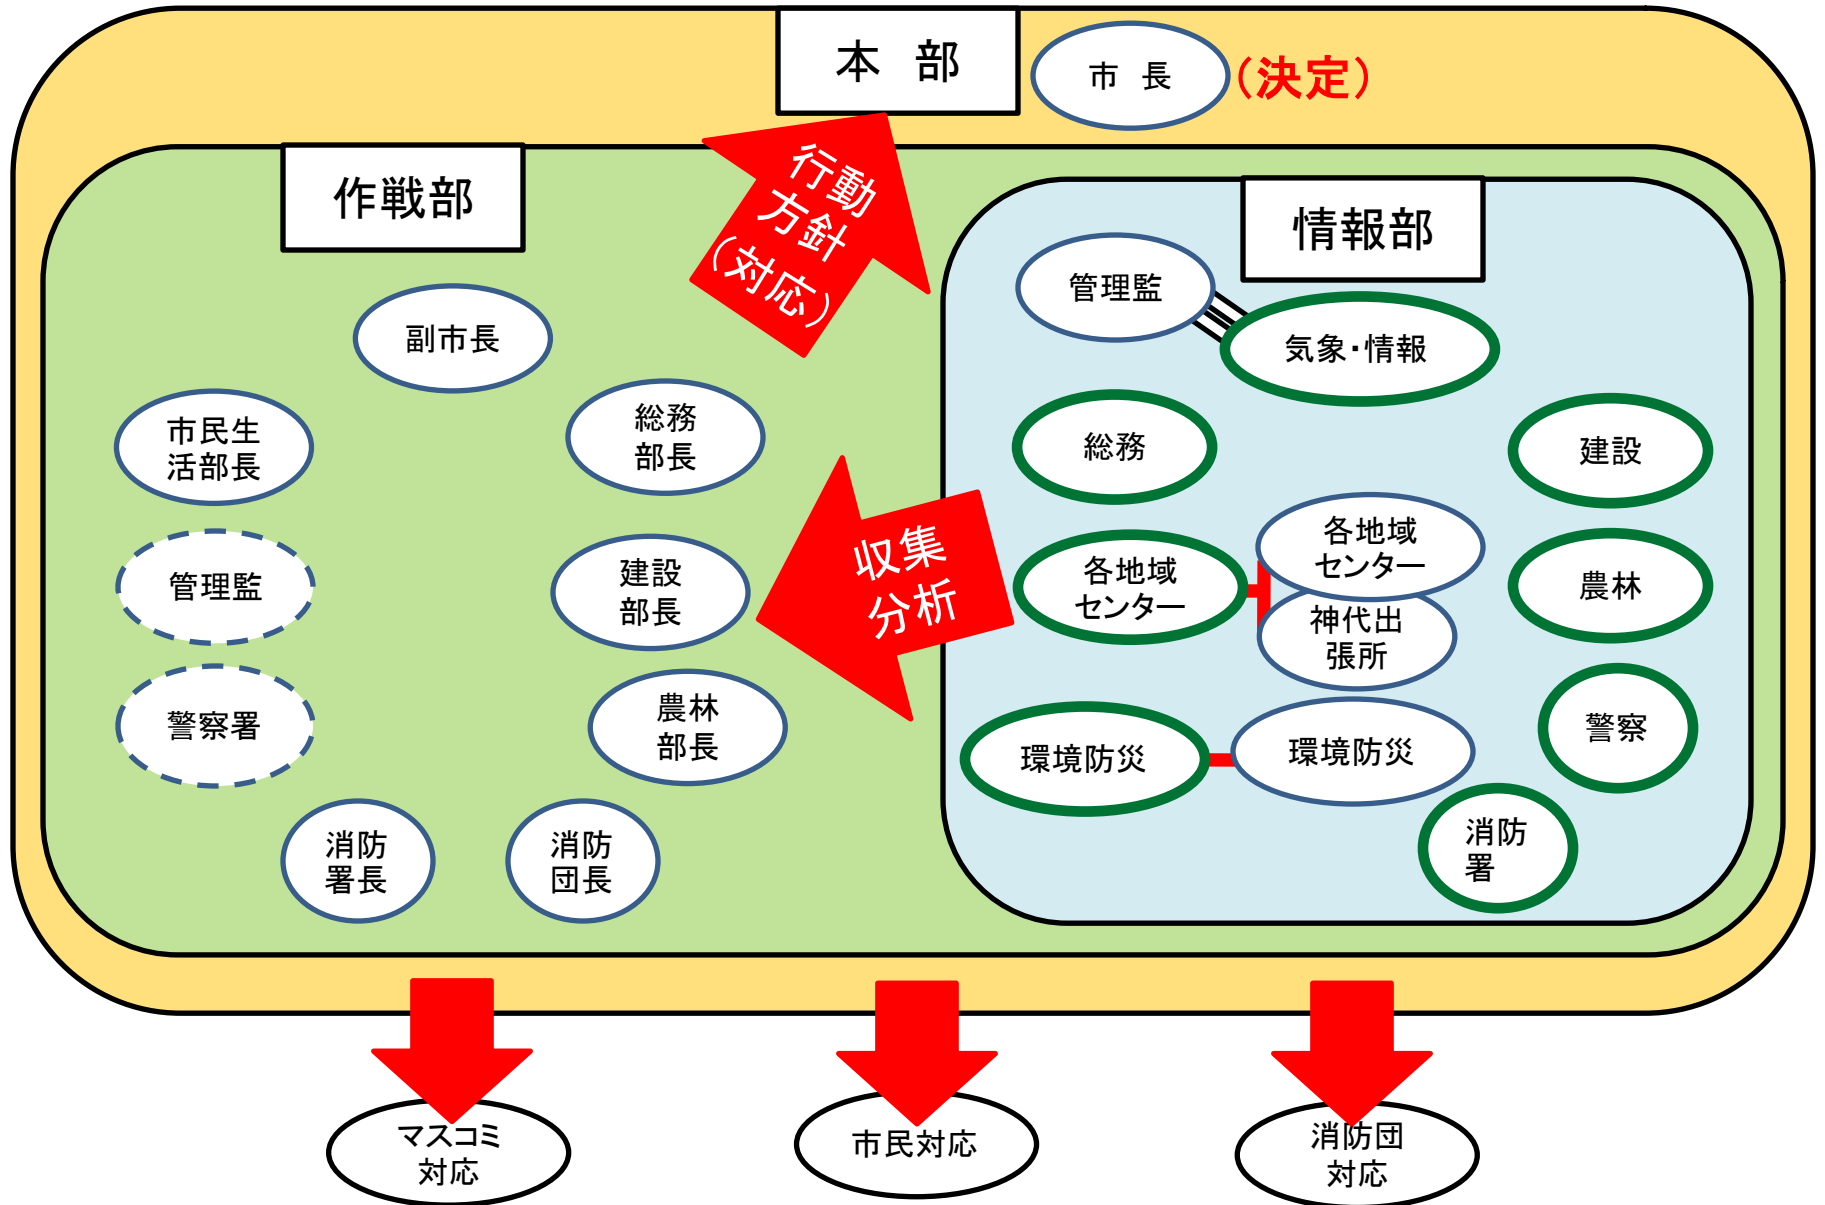 本　部
市　長
（決定）
作戦部
行動
方針
（対応）
情報部
管理監
気象・情報
副市長
市民生
活部長
総務
部長
総務
建設
管理監
建設
部長
収集
分析
各地域
センター
各地域
センター
神代出
張所
農林
警察署
農林
部長
環境防災
環境防災
警察
消防
署長
消防
団長
消防
署
マスコミ
対応
市民対応
消防団
対応